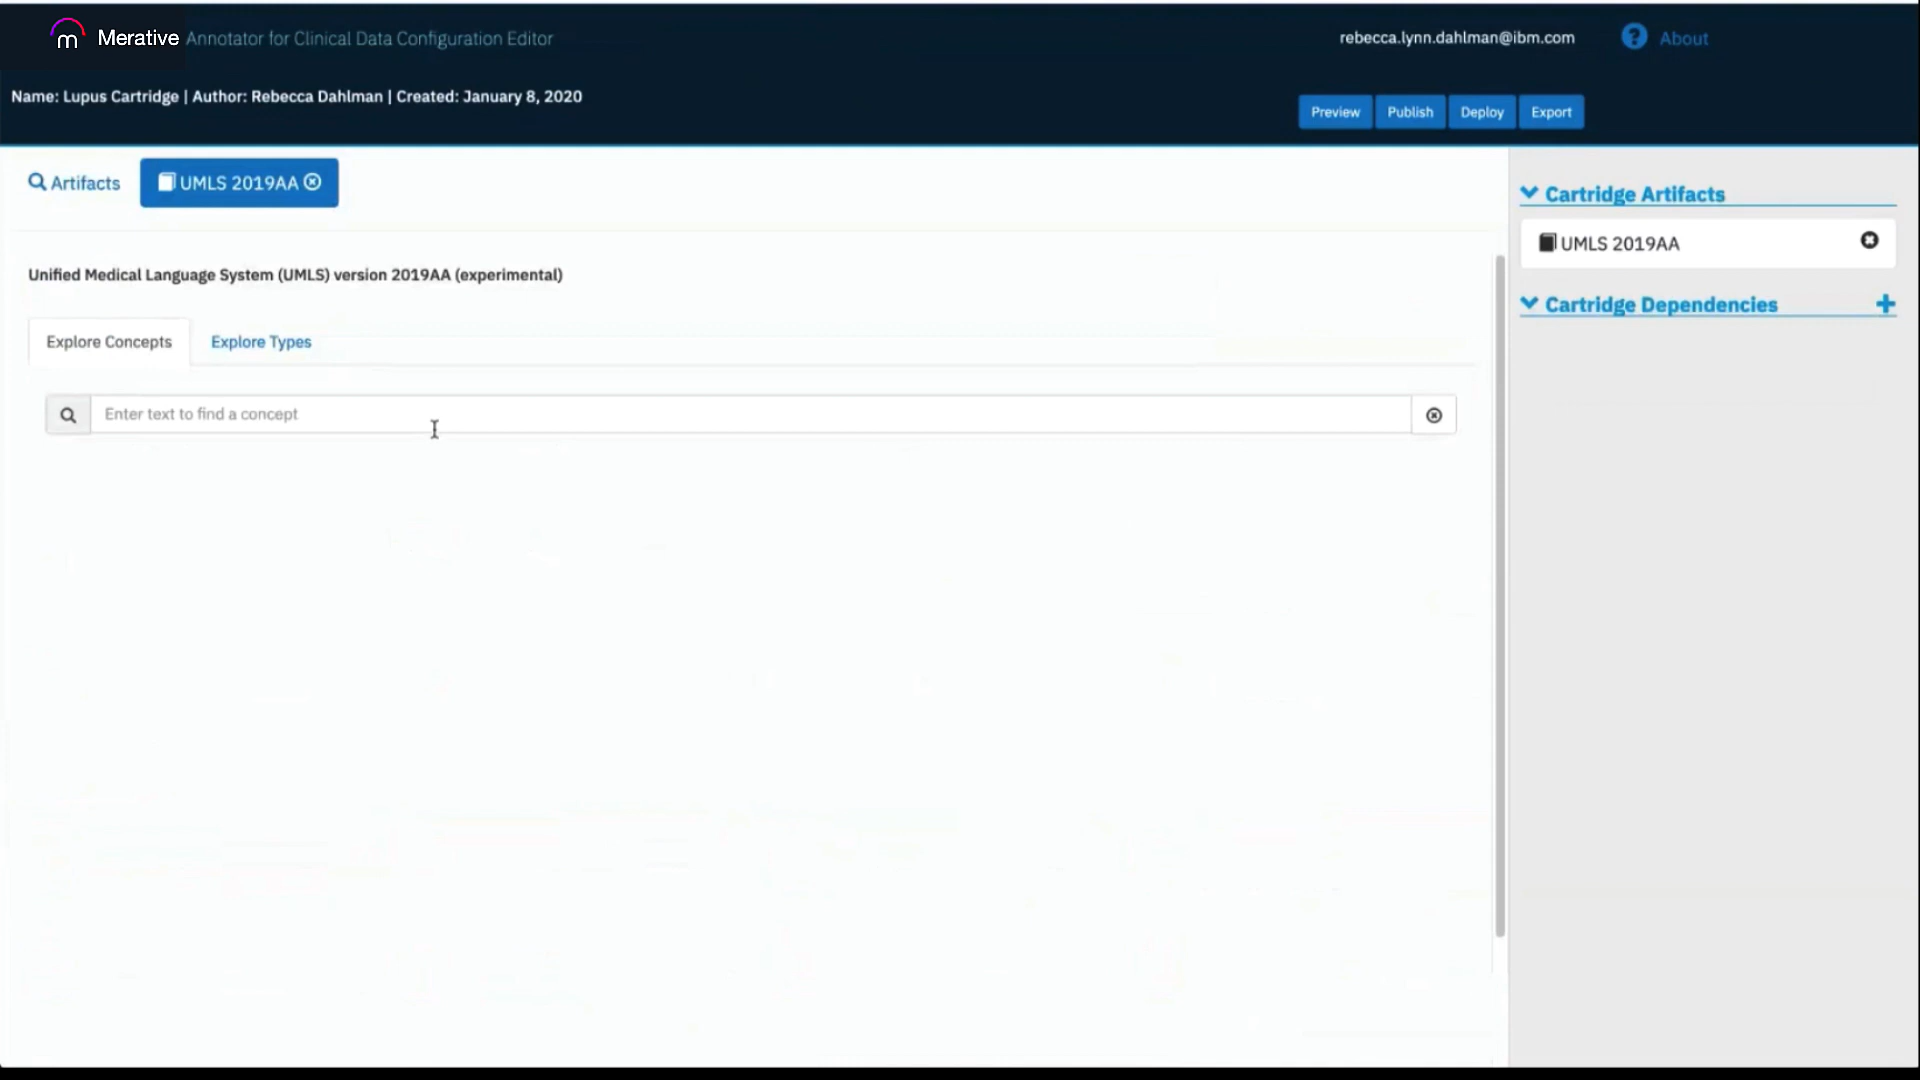 Merative Annotator for Clinical Data Configuration Editor
rebecca.lynn.dahlman@ibm.com
? About
Name: Lupus Cartridge | Author: Rebecca Dahlman | Created: January 8, 2020
Preview Publish Deploy Export
Artifacts
UMLS 2019AA
Unified Medical Language System (UMLS) version 2019AA (experimental)
Explore Concepts
Explore Types
Enter text to find a concept
Cartridge Artifacts
UMLS 2019AA
Cartridge Dependencies